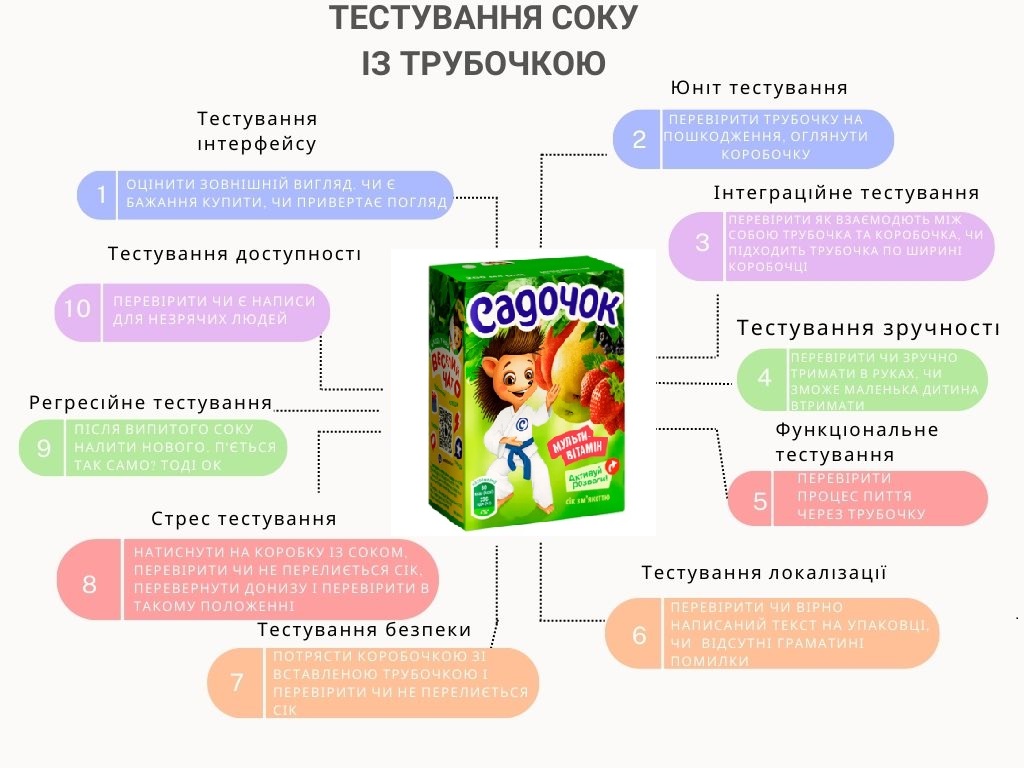 ТЕСТУВАННЯ СОКУ
ІЗ ТРУБОЧКОЮ
Тестування
інтерфейсу
1
ОЦІНИТИ ЗОВНІШНІЙ ВИГЛЯД. ЧИ Є
БАЖАННЯ КУПИТИ, ЧИ ПРИВЕРТАЄ ПОГЛЯД
Юніт тестування
2
ПЕРЕВІРИТИ ТРУБОЧКУ НА
ПОШКОДЖЕННЯ, ОГЛЯНУТИ
КОРОБОЧКУ
Інтеграційне тестування
3
ПЕРЕВІРИТИ ЯК ВЗАЄМОДЮТЬ МІЖ
СОБОЮ ТРУБОЧКА ТА КОРОБОЧКА, ЧИ
ПІДХОДИТЬ ТРУБОЧКА ПО ШИРИНІ
КОРОБОЧЦІ
Тестування зручності
4
ПЕРЕВІРИТИ ЧИ ЗРУЧНО
ТРИМАТИ В РУКАХ, ЧИ
ЗМОЖЕ МАЛЕНЬКА ДИТИНА
ВТРИМАТИ
Функціональне
тестування
5
ПЕРЕВІРИТИ
ПРОЦЕС ПИТТЯ
ЧЕРЕЗ ТРУБОЧКУ
Тестування локалізації
6
ПЕРЕВІРИТИ ЧИ ВІРНО
НАПИСАНИЙ ТЕКСТ НА УПАКОВЦІ,
ЧИ ВІДСУТНІ ГРАМАТИНІ
ПОМИЛКИ
Тестування безпеки
7
ПОТРЯСТИ КОРОБОЧКОЮ ЗІ
ВСТАВЛЕНОЮ ТРУБОЧКОЮ І
ПЕРЕВІРИТИ ЧИ НЕ ПЕРЕЛИЄТЬСЯ
СІК
Стрес тестування
8
НАТИСНУТИ НА КОРОБКУ ІЗ СОКОМ,
ПЕРЕВІРИТИ ЧИ НЕ ПЕРЕЛИЄТЬСЯ СІК,
ПЕРЕВЕРНУТИ ДОНИЗУ І ПЕРЕВІРИТИ В
ТАКОМУ ПОЛОЖЕННІ
Регресійне тестування
9
ПІСЛЯ ВИПИТОГО СОКУ
НАЛИТИ НОВОГО, П'ЄТЬСЯ
ТАК САМО? ТОДІ ОК
Тестування доступності
10
ПЕРЕВІРИТИ ЧИ Є НАПИСИ
ДЛЯ НЕЗРЯЧИХ ЛЮДЕЙ
Садочок
МУЛЬТИ-
ВІТАМІН
Активуй
розваги!